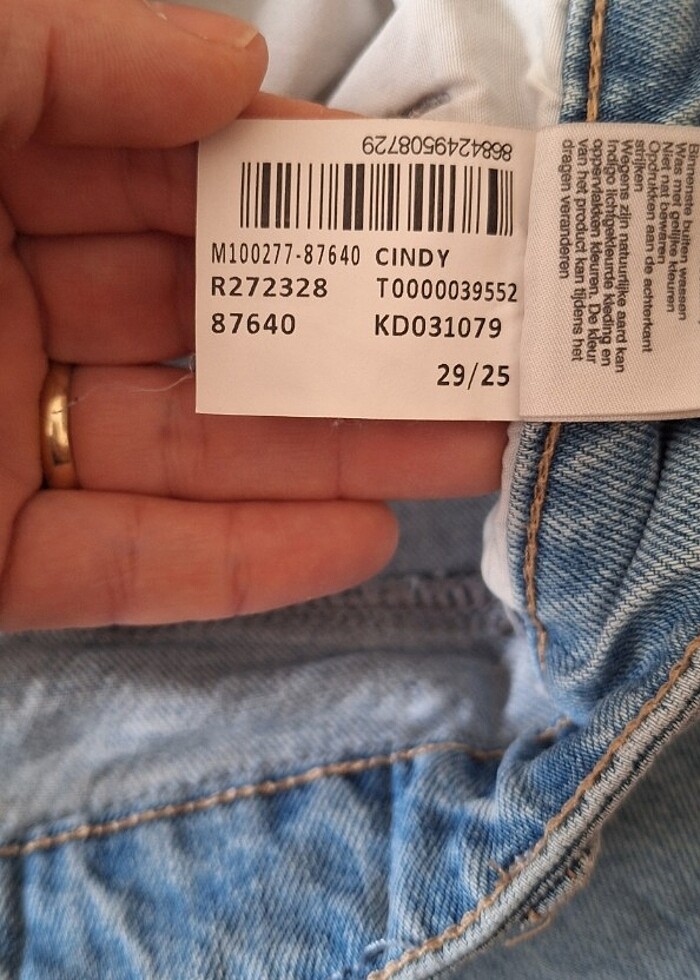 8684249508729
M100277-87640 CINDY
R272328 T0000039552
87640 KD031079
29/25
Binnenste buiten wassen
Was met gelijke kleuren
Niet nat bewaren
Opdrukken aan de achterkant
strijken
Wegens zijn natuurlijke aard kan
Indigo lichtgekleurde kleding en
oppervlakken kleuren. De kleur
van het product kan tijdens het
dragen veranderen